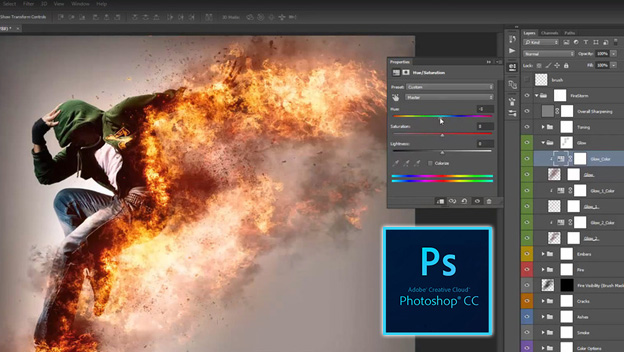 Select Filter 3D View Window Help
Show Transform Controls
3D Mode:
Properties
Hue/Saturation
Preset: Custom
Master
Hue: -3
Saturation: 0
Lightness: 0
Colorize
Ps
Adobe® Creative Cloud®
Photoshop® CC
Layers Channels Paths
Kind
Normal Opacity: 100%
Lock: Fill: 100%
brush
FireStorm
Overall Sharpening
Toning
Glow
Glow_Color
Glow
Glow_1_Color
Glow_1
Glow_2_Color
Glow_2
Embers
Fire
Fire Visibility (Brush Mask
Cracks
Ashes
Smoke
Color Options